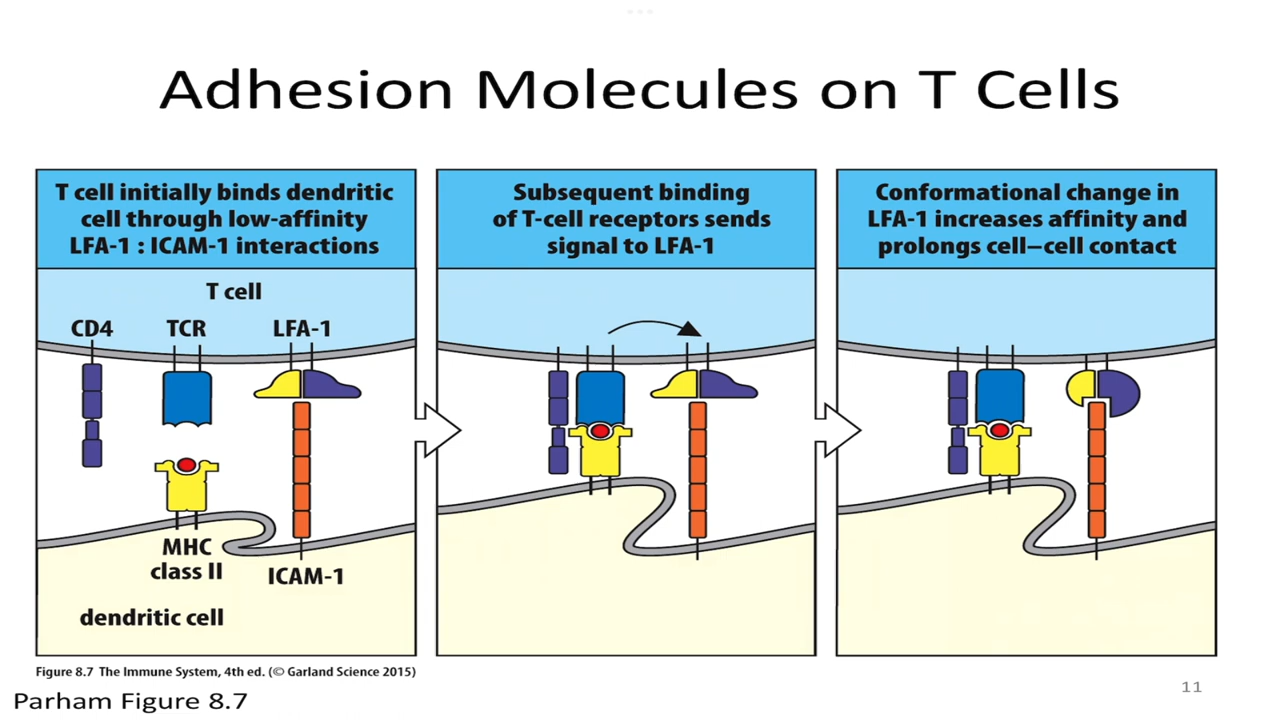 Adhesion Molecules on T Cells
T cell initially binds dendritic
cell through low-affinity
LFA-1 : ICAM-1 interactions
T cell
CD4
TCR
LFA-1
MHC
class II
ICAM-1
dendritic cell
Subsequent binding
of T-cell receptors sends
signal to LFA-1
Conformational change in
LFA-1 increases affinity and
prolongs cell–cell contact
Figure 8.7 The Immune System, 4th ed. (© Garland Science 2015)
Parham Figure 8.7
11